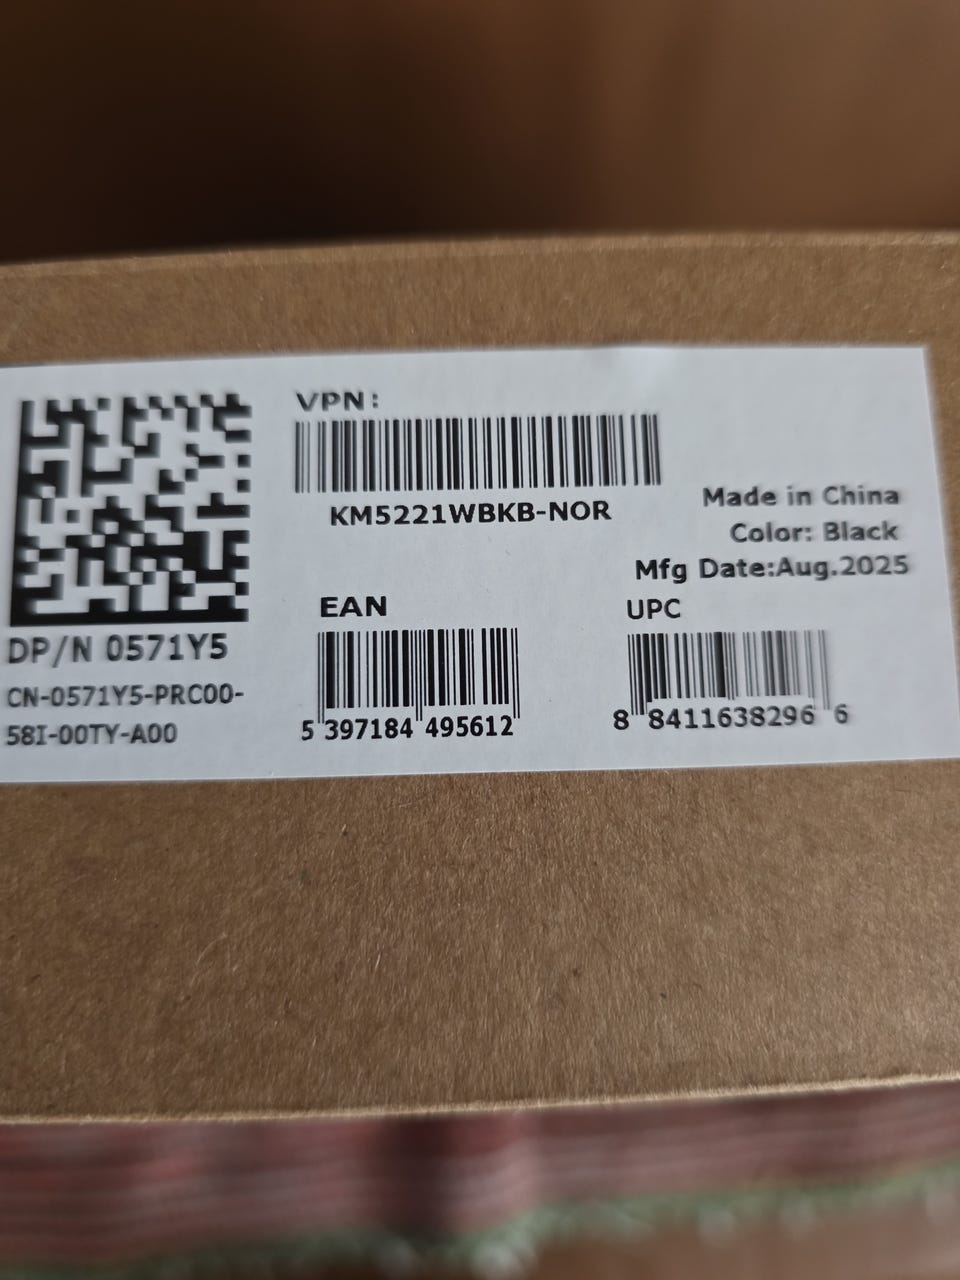 VPN:
KM5221WBKB-NOR
Made in China
Color: Black
Mfg Date:Aug.2025
DP/N 0571Y5
CN-0571Y5-PRC00-
58I-00TY-A00
EAN
5 397184 495612
UPC
8 8411638296 6